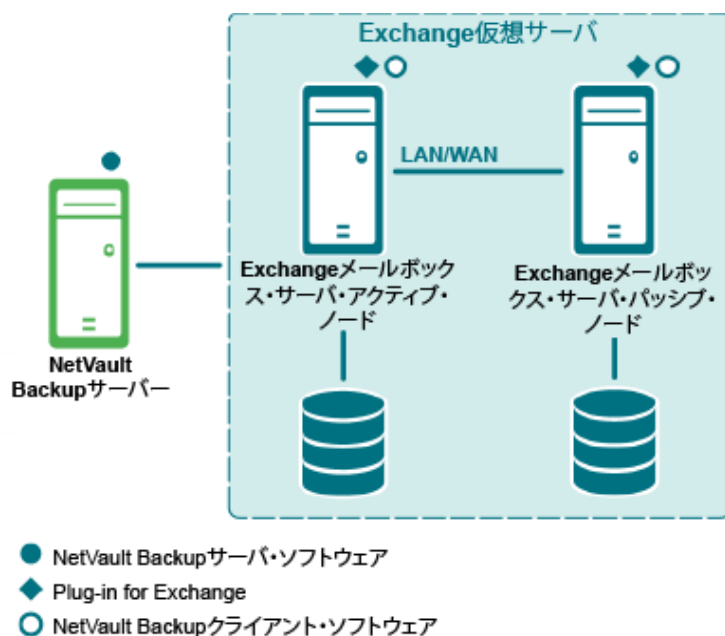 Exchange仮想サーバ
LAN/WAN
Exchangeメールボック
ス・サーバ・アクティブ・
ノード
Exchangeメールボッ
クス・サーバ・パッシブ・
ノード
NetVault
Backupサーバー
NetVault Backupサーバ・ソフトウェア
Plug-in for Exchange
NetVault Backupクライアント・ソフトウェア